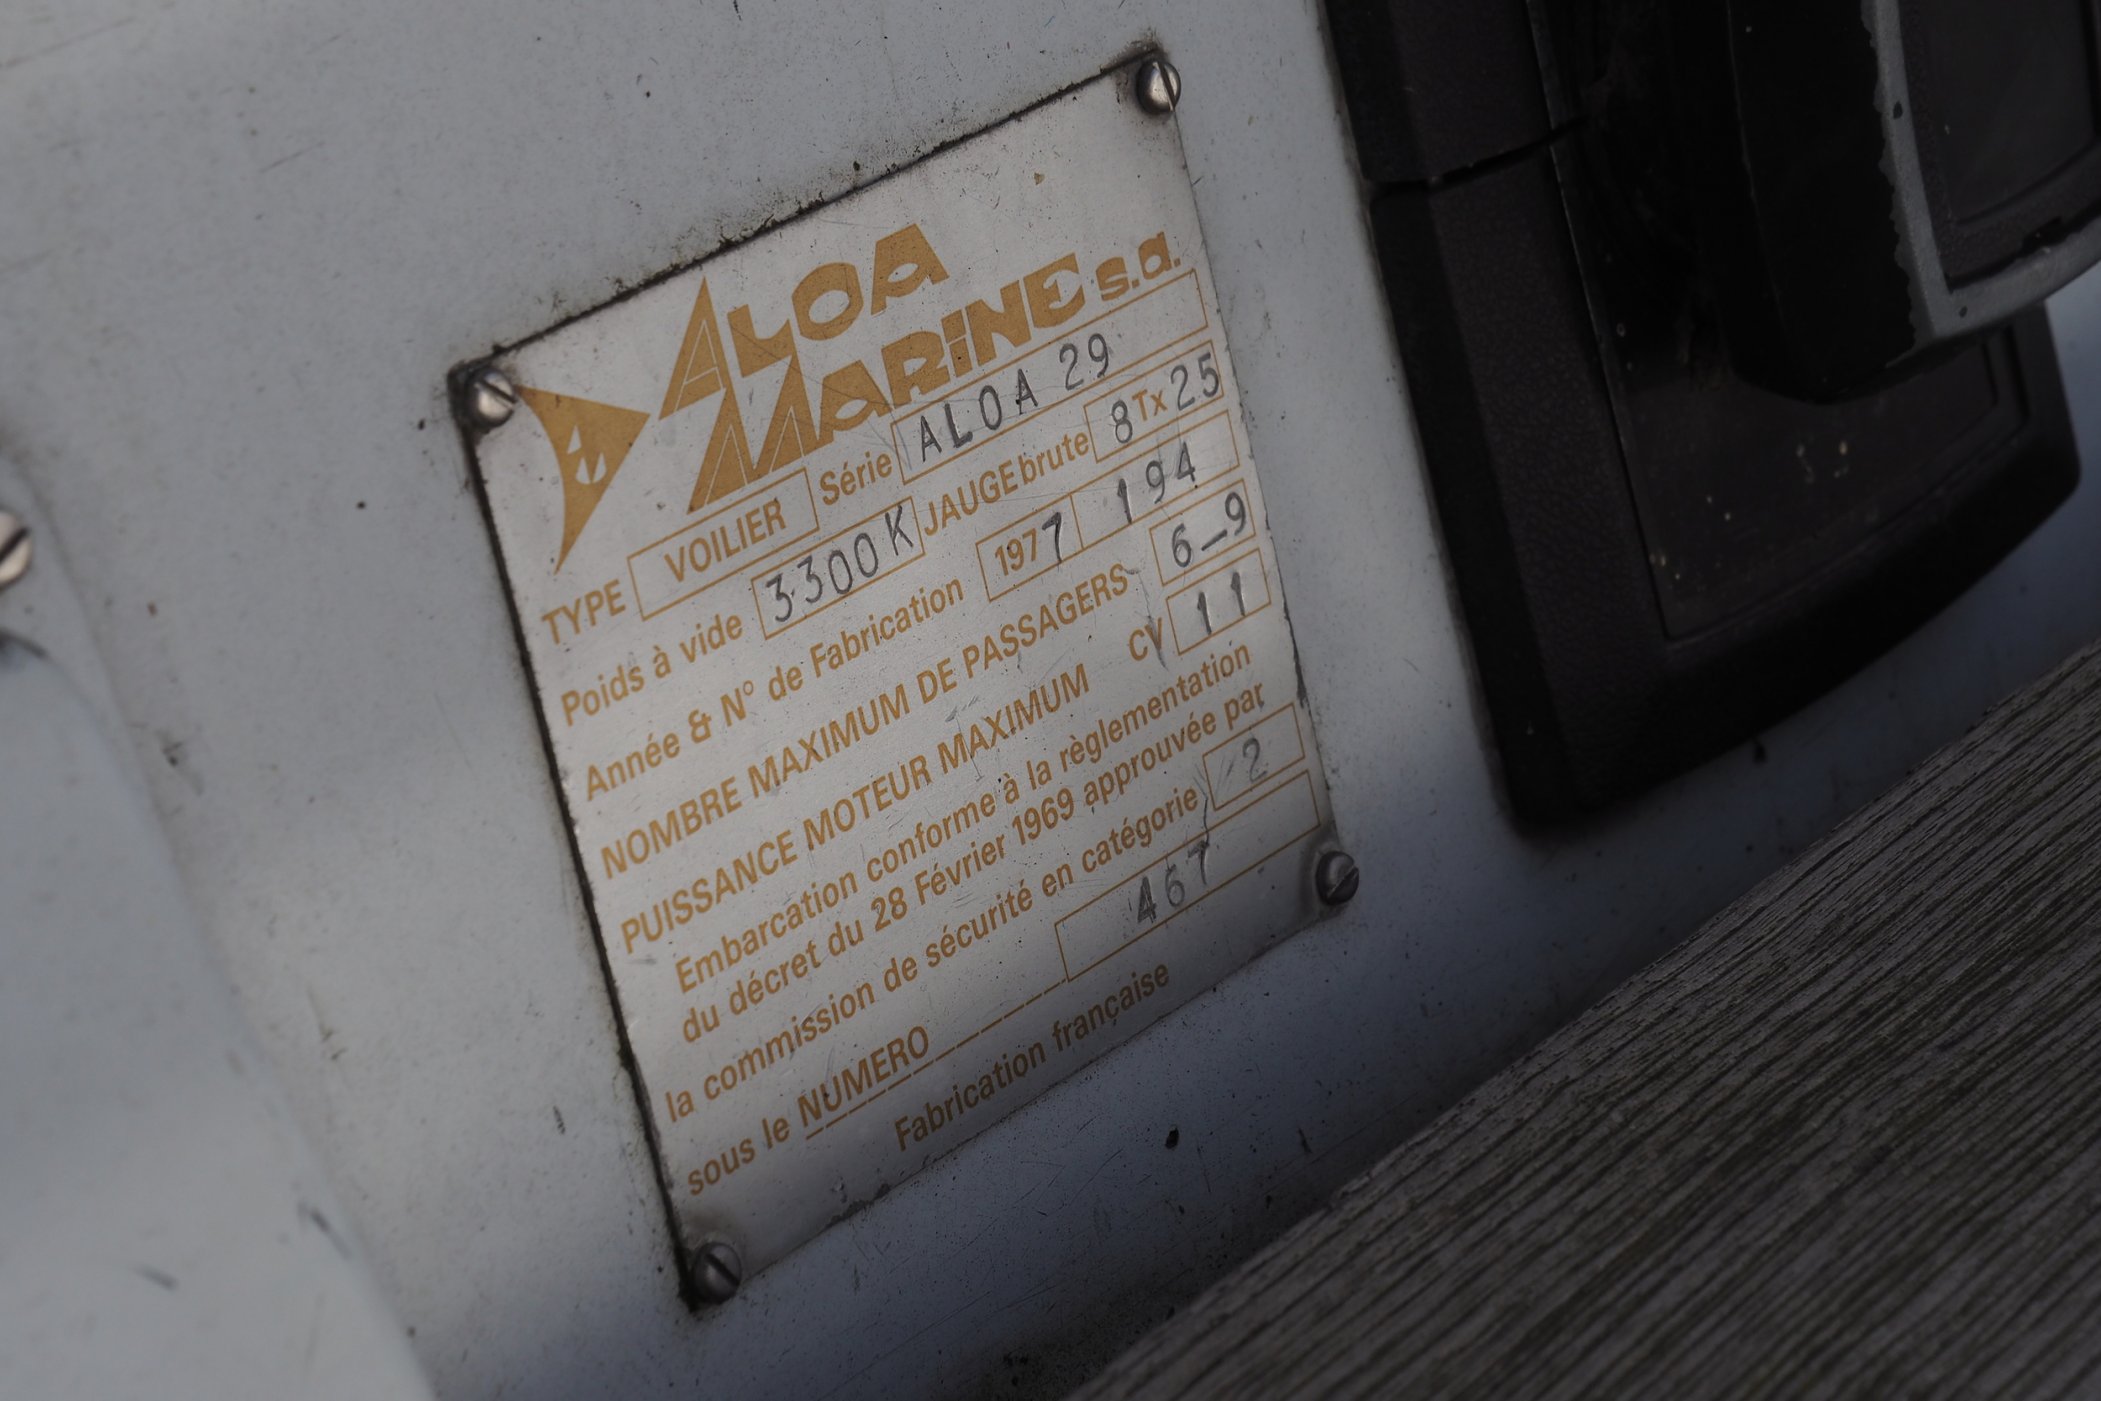 ALOA
MARINE s.a.
TYPE VOILIER Série ALOA 29
Poids à vide 3300K JAUGE brute 8 Tx 25
Année & N° de Fabrication 1977 194
NOMBRE MAXIMUM DE PASSAGERS 6-9
PUISSANCE MOTEUR MAXIMUM CV 11
Embarcation conforme à la règlementation
du décret du 28 Février 1969 approuvée par
la commission de sécurité en catégorie 2
sous le NUMERO 467
Fabrication française